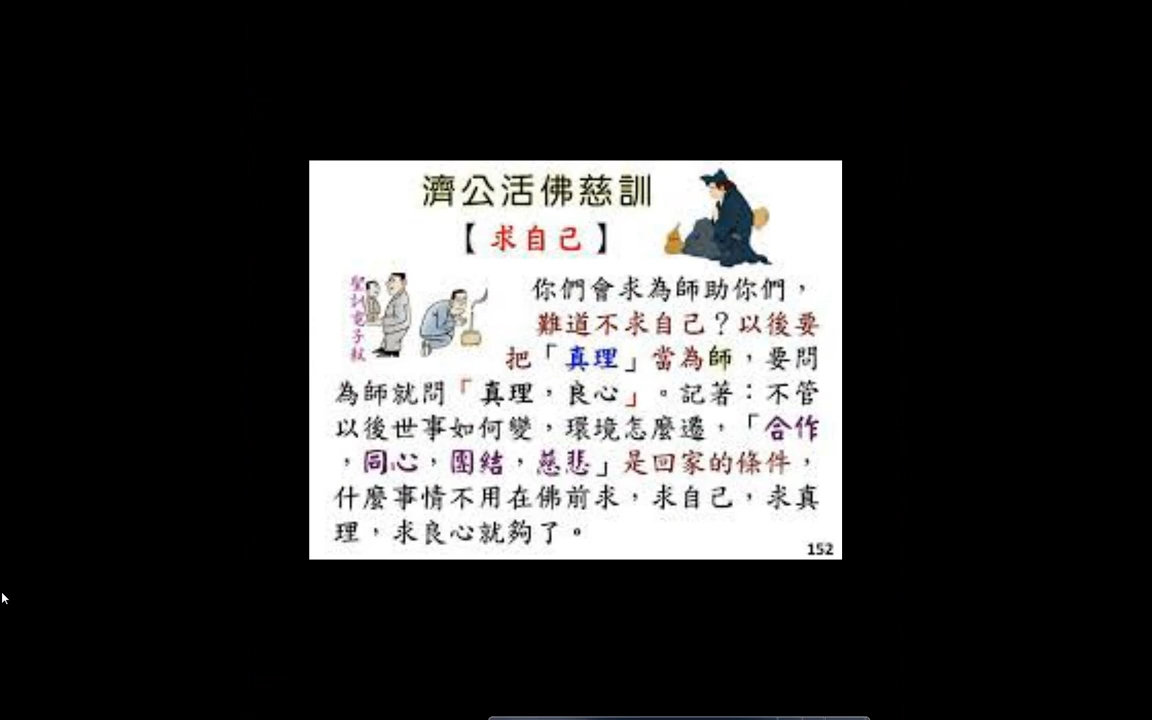 濟公活佛慈訓
【求自己】
聖訓電子報
你們會求為師助你們，
難道不求自己？以後要
把「真理」當為師，要問
為師就問「真理，良心」。記著：不管
以後世事如何變，環境怎麼遷，「合作
，同心，團結，慈悲」是回家的條件，
什麼事情不用在佛前求，求自己，求真
理，求良心就夠了。
152